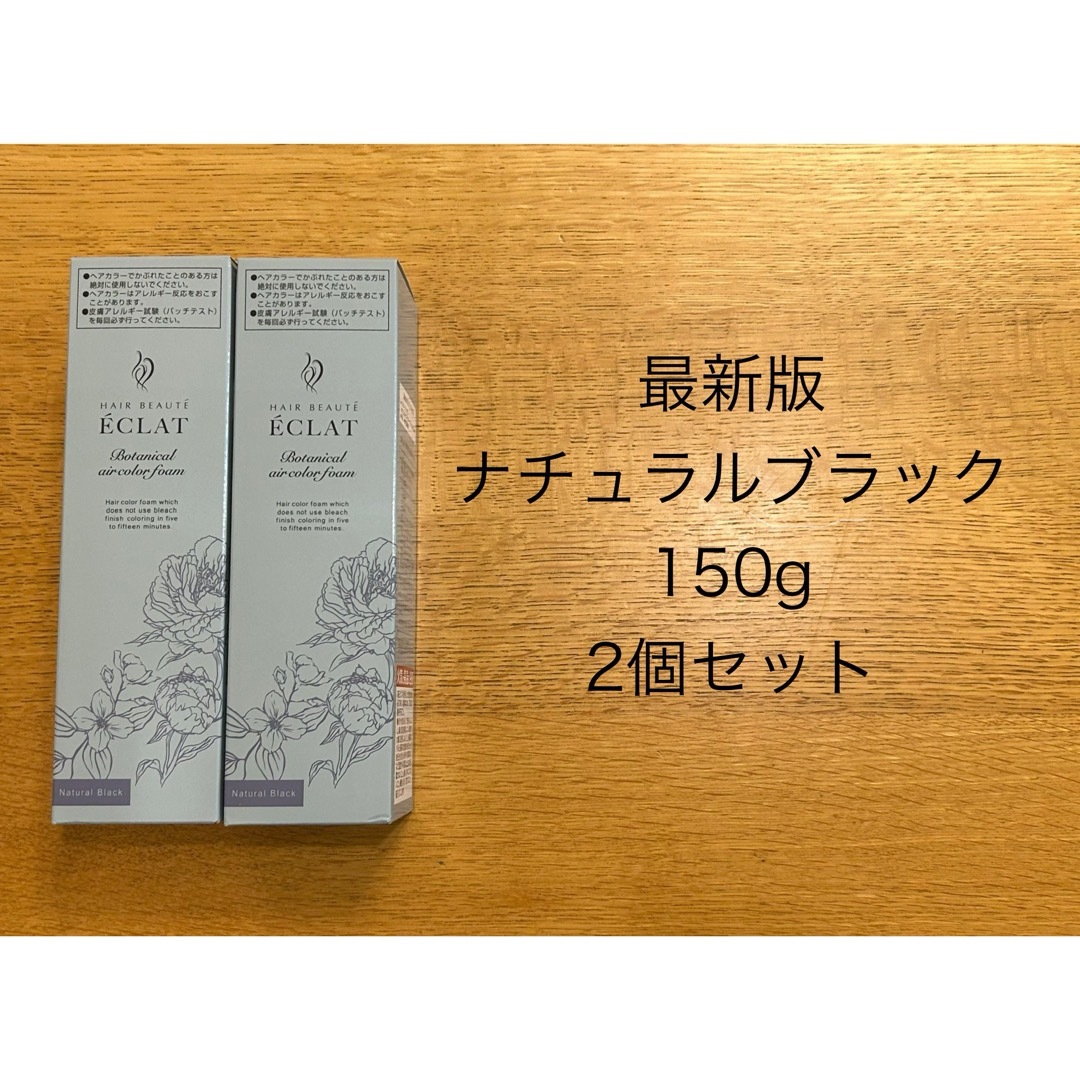 ●ヘアカラーでかぶれたことのある方は
絶対に使用しないでください。
●ヘアカラーはアレルギー反応をおこす
ことがあります。
●皮膚アレルギー試験(パッチテスト)
を毎回必ず行ってください。
HAIR BEAUTÉ
ÉCLAT
Botanical
air color foam
Hair color foam which
does not use bleach
finish coloring in five
to fifteen minutes.
Natural Black
●ヘアカラーでかぶれたことのある方は
絶対に使用しないでください。
●ヘアカラーはアレルギー反応をおこす
ことがあります。
●皮膚アレルギー試験(パッチテスト)
を毎回必ず行ってください。
HAIR BEAUTÉ
ÉCLAT
Botanical
air color foam
Hair color foam which
does not use bleach
finish coloring in five
to fifteen minutes.
Natural Black
最新版
ナチュラルブラック
150g
2個セット